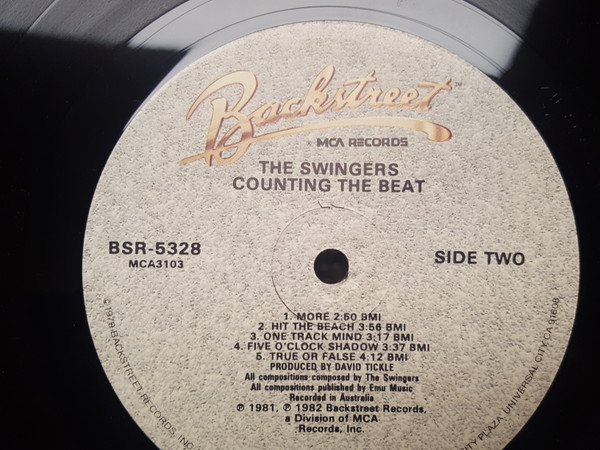 Backstreet™
MCA RECORDS
THE SWINGERS
COUNTING THE BEAT
BSR-5328
MCA3103
SIDE TWO
1. MORE 2:50 BMI
2. HIT THE BEACH 3:56 BMI
3. ONE TRACK MIND 3:17 BMI
4. FIVE O'CLOCK SHADOW 3:37 BMI
5. TRUE OR FALSE 4:12 BMI
PRODUCED BY DAVID TICKLE
All compositions composed by The Swingers
All compositions published by Emu Music
Recorded in Australia
℗ 1981, ℗ 1982 Backstreet Records,
a Division of MCA
Records, Inc.
©1979 BACKSTREET RECORDS, INC.
CITY PLAZA, UNIVERSAL CITY, CA 91608